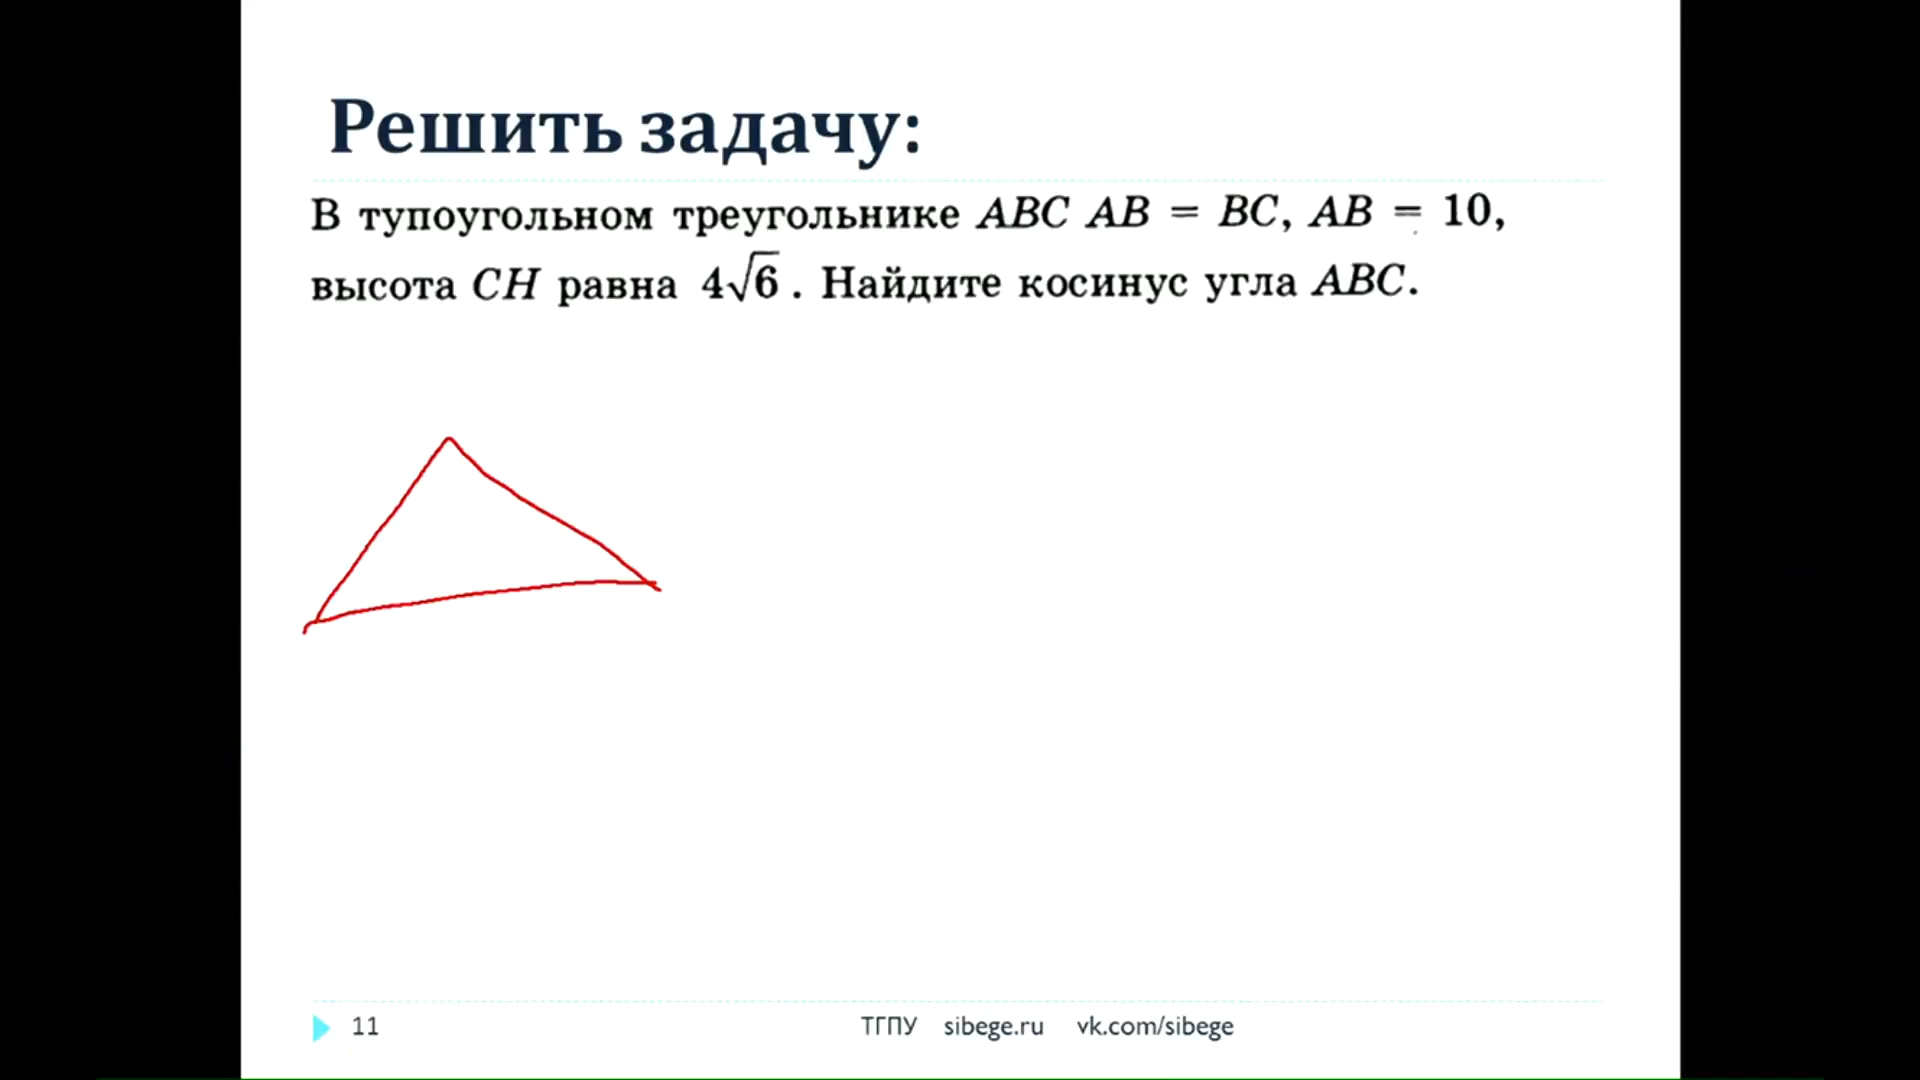 Решить задачу:
В тупоугольном треугольнике ABC AB = BC, AB = 10,
высота CH равна 4√6 . Найдите косинус угла ABC.
11
ТГПУ sibege.ru vk.com/sibege